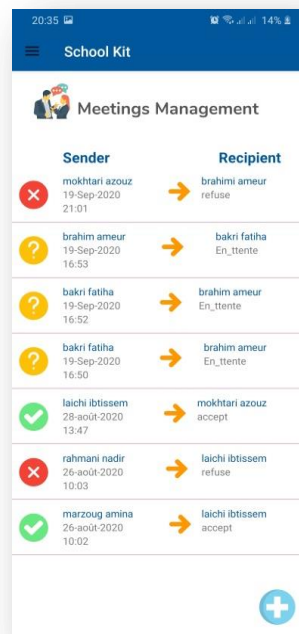 20:35 14%
School Kit
Meetings Management
Sender Recipient
mokhtari azouz brahimi ameur
19-Sep-2020 refuse
21:01
brahim ameur bakri fatiha
19-Sep-2020 En_ttente
16:53
bakri fatiha brahim ameur
19-Sep-2020 En_ttente
16:52
bakri fatiha brahim ameur
19-Sep-2020 En_ttente
16:50
laichi ibtissem mokhtari azouz
28-août-2020 accept
13:47
rahmani nadir laichi ibtissem
26-août-2020 refuse
10:03
marzoug amina laichi ibtissem
26-août-2020 accept
10:02